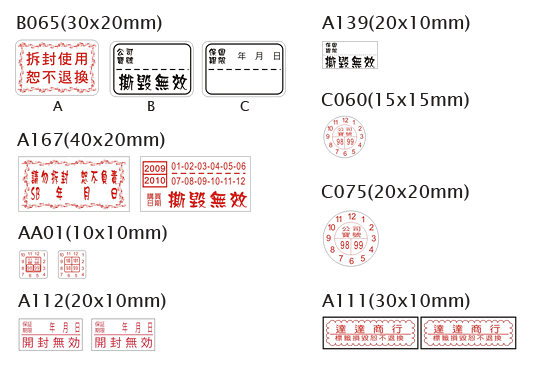 B065(30x20mm)
拆封使用
恕不退換
A
公司
寶號
撕毀無效
B
保固
期限 年 月 日
C
A167(40x20mm)
請勿拆封 恕不負責
SB 年 月 日
2009 01-02-03-04-05-06
2010 07-08-09-10-11-12
購買
日期 撕毀無效
AA01(10x10mm)
A112(20x10mm)
保証
期限 年 月 日
開封無效
保証
期限 年 月 日
開封無效
A139(20x10mm)
保固
期限 年 月 日
撕毀無效
C060(15x15mm)
12 1 2 3 4 5 6 7 8 9 10 11
公司
寶號
98 99
C075(20x20mm)
12 1 2 3 4 5 6 7 8 9 10 11
公司
寶號
98 99
A111(30x10mm)
達達商行
標籤損毀恕不退換
達達商行
標籤損毀恕不退換